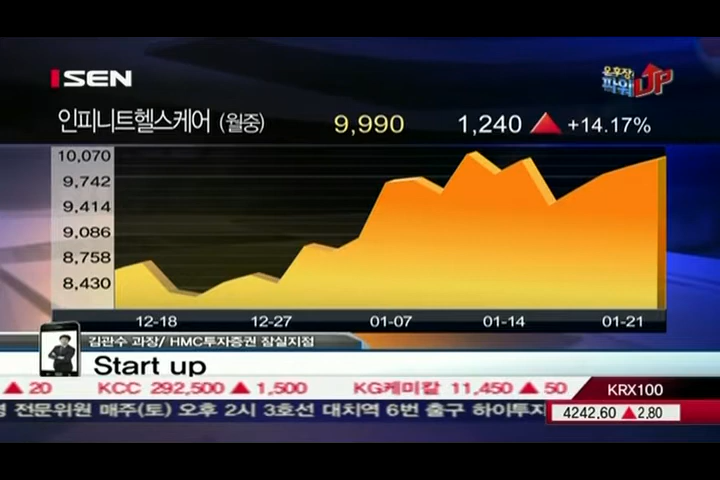 SEN
오후장! 파워 UP
인피니트헬스케어 (월중) 9,990 1,240 ▲ +14.17%
10,070
9,742
9,414
9,086
8,758
8,430
12-18 12-27 01-07 01-14 01-21
김관수 과장/ HMC투자증권 잠실지점
Start up
▲ 20 KCC 292,500 ▲ 1,500 KG케미칼 11,450 ▲ 50 KRX100
전문위원 매주(토) 오후 2시 3호선 대치역 6번 출구 하이투자 4242.60 ▲2.80